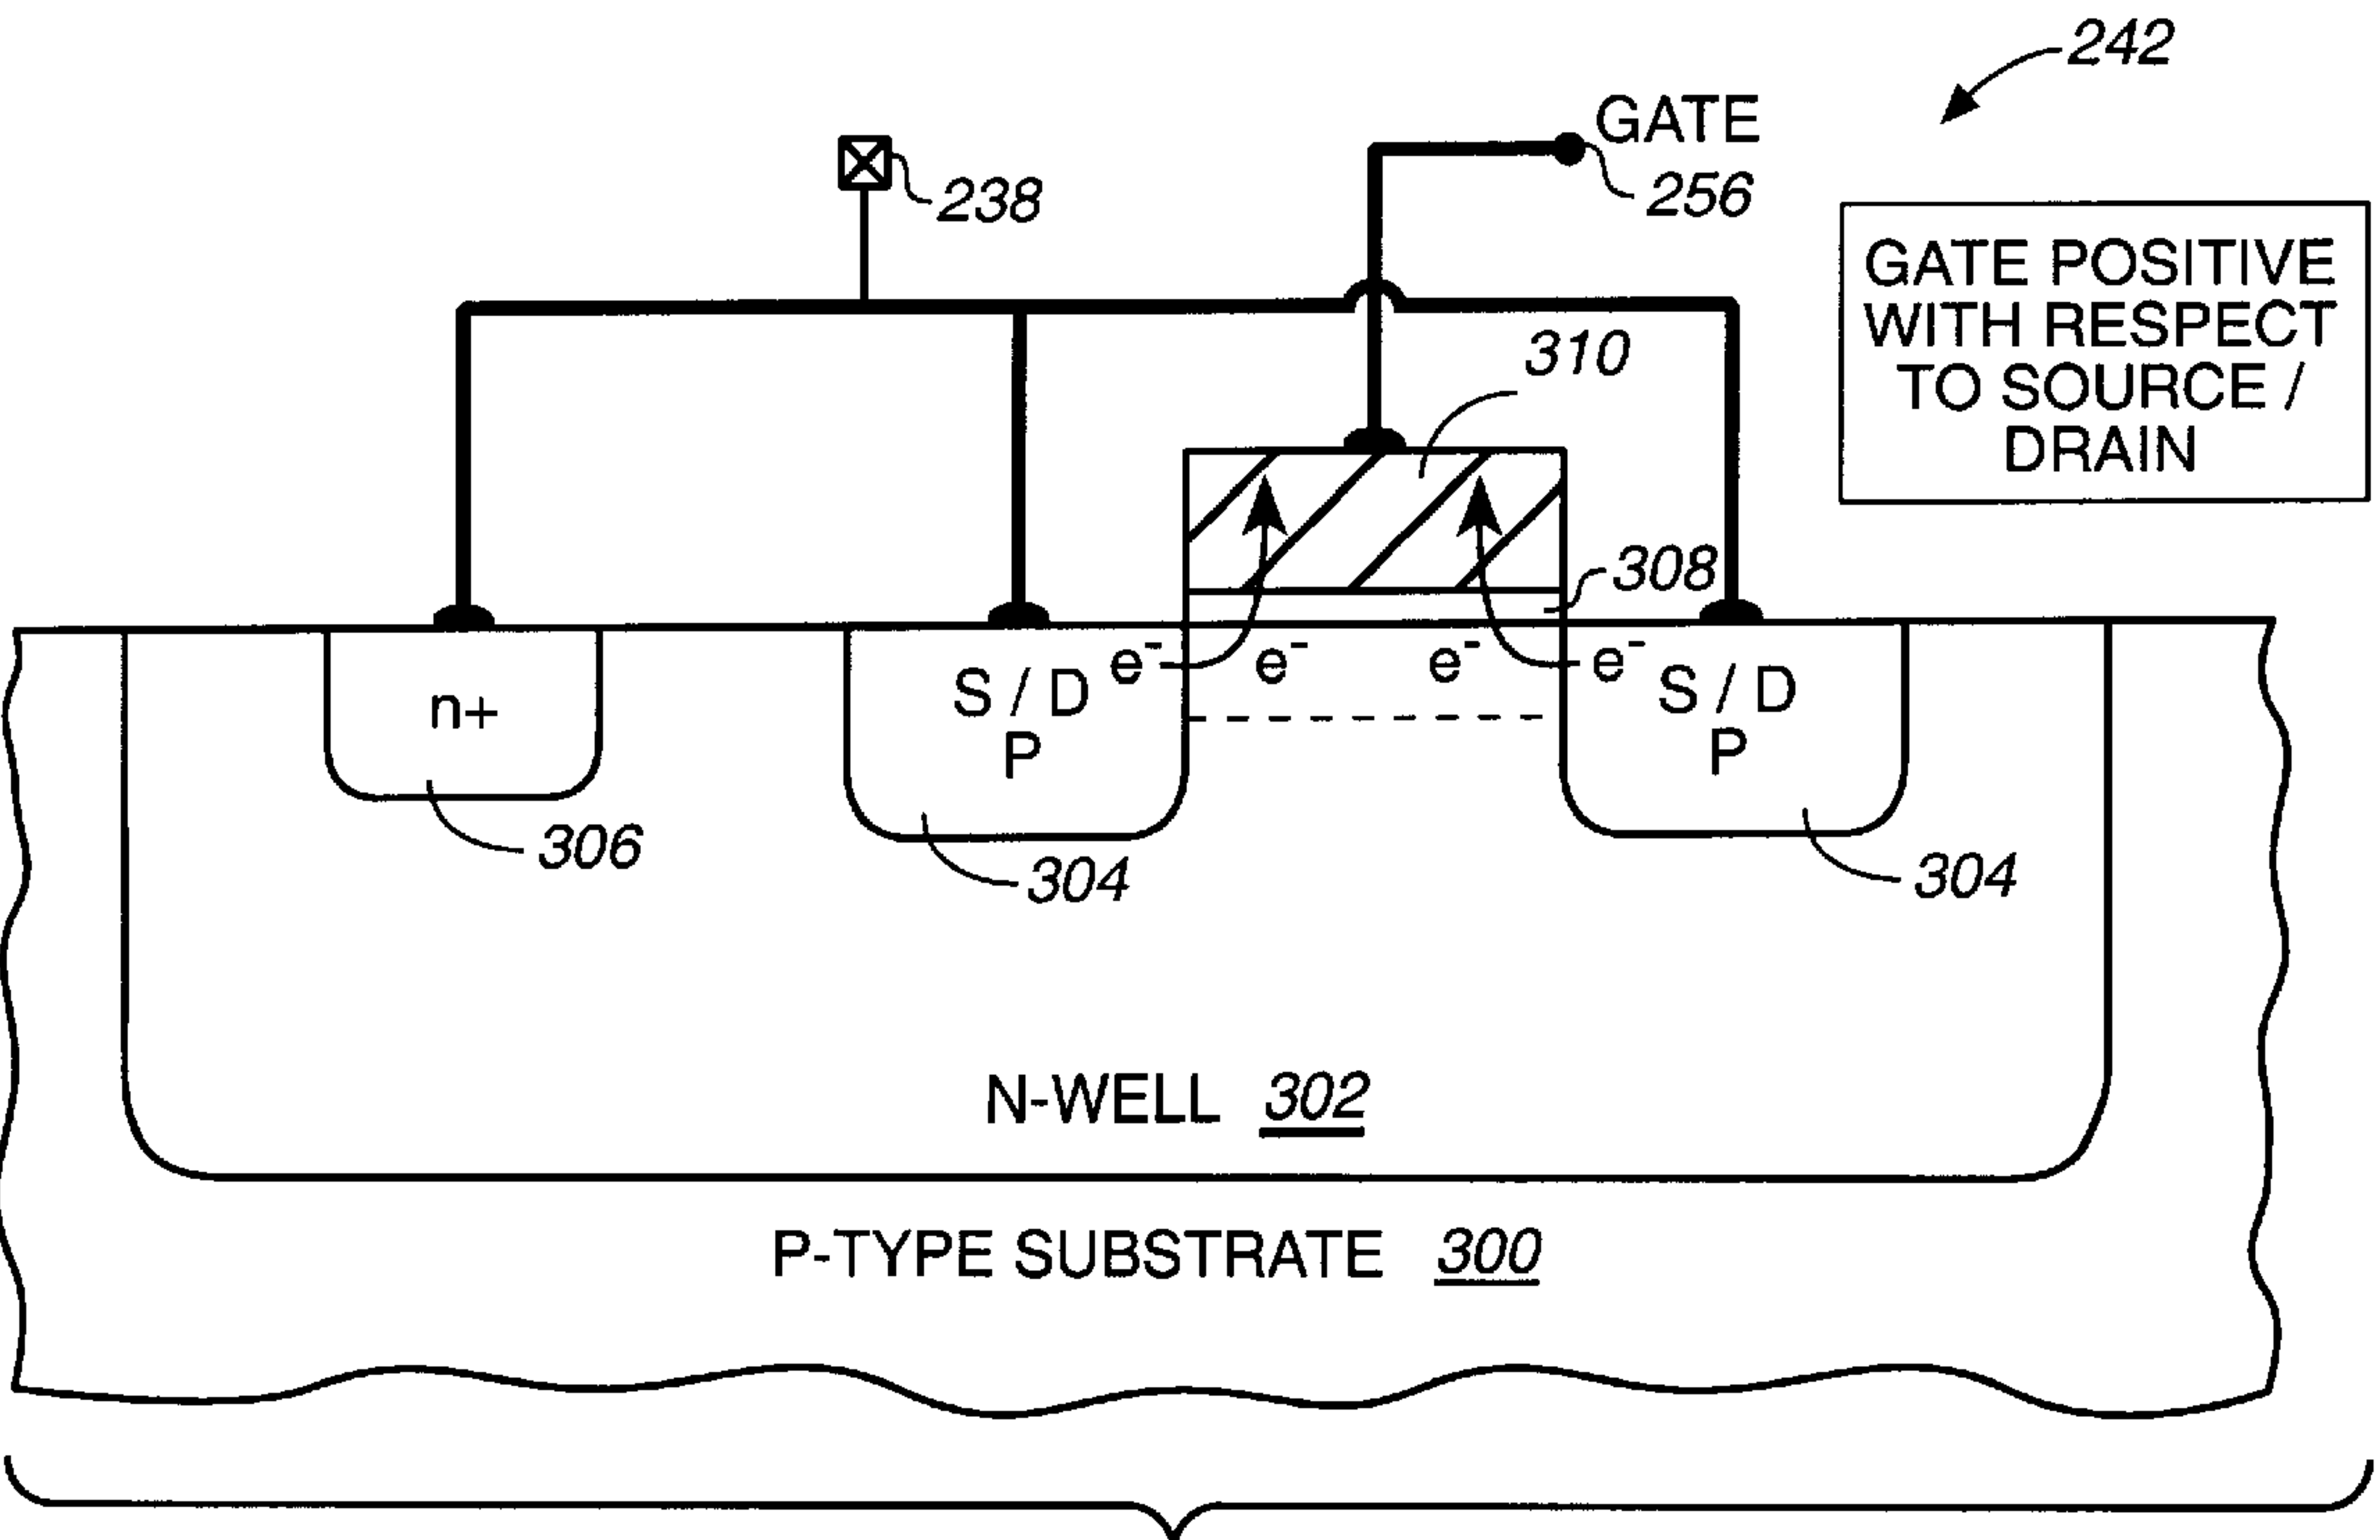 242
GATE
256
238
GATE POSITIVE
WITH RESPECT
TO SOURCE /
DRAIN
310
308
e- e- e- e-
n+
S / D
P
S / D
P
306
304
304
N-WELL 302
P-TYPE SUBSTRATE 300